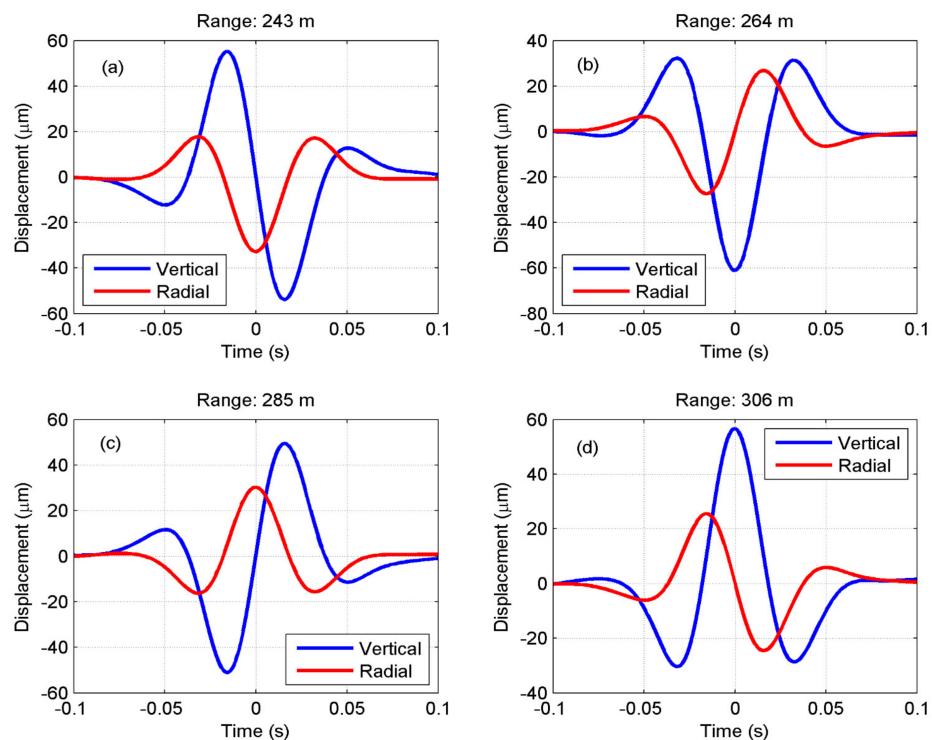 Range: 243 m
(a)
Displacement (μm)
60
40
20
0
-20
-40
-60
Vertical
Radial
-0.1 -0.05 0 0.05 0.1
Time (s)
Range: 264 m
(b)
Displacement (μm)
40
20
0
-20
-40
-60
-80
Vertical
Radial
-0.1 -0.05 0 0.05 0.1
Time (s)
Range: 285 m
(c)
Displacement (μm)
60
40
20
0
-20
-40
-60
Vertical
Radial
-0.1 -0.05 0 0.05 0.1
Time (s)
Range: 306 m
(d)
Displacement (μm)
60
40
20
0
-20
-40
Vertical
Radial
-0.1 -0.05 0 0.05 0.1
Time (s)